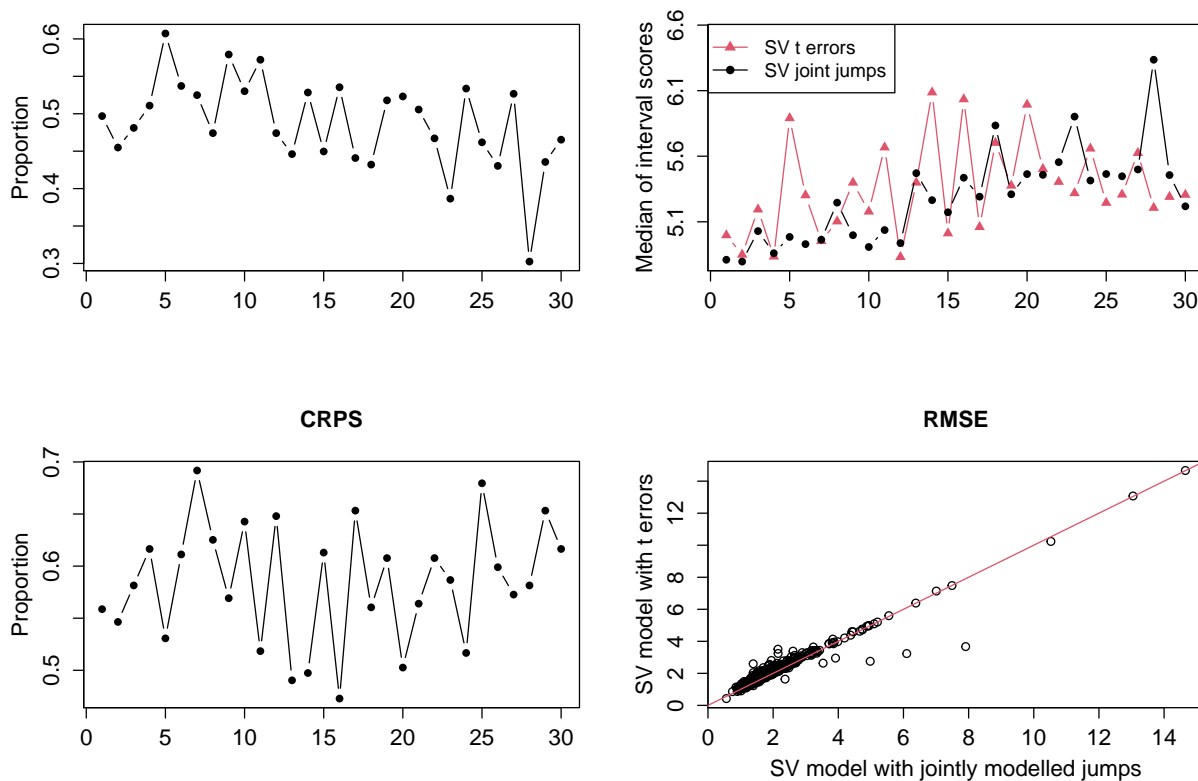 Proportion
0.3 0.4 0.5 0.6
0 5 10 15 20 25 30
Median of interval scores
5.1 5.6 6.1 6.6
SV t errors
SV joint jumps
0 5 10 15 20 25 30
CRPS
Proportion
0.5 0.6 0.7
0 5 10 15 20 25 30
RMSE
SV model with t errors
0 2 4 6 8 12
0 2 4 6 8 10 12 14
SV model with jointly modelled jumps